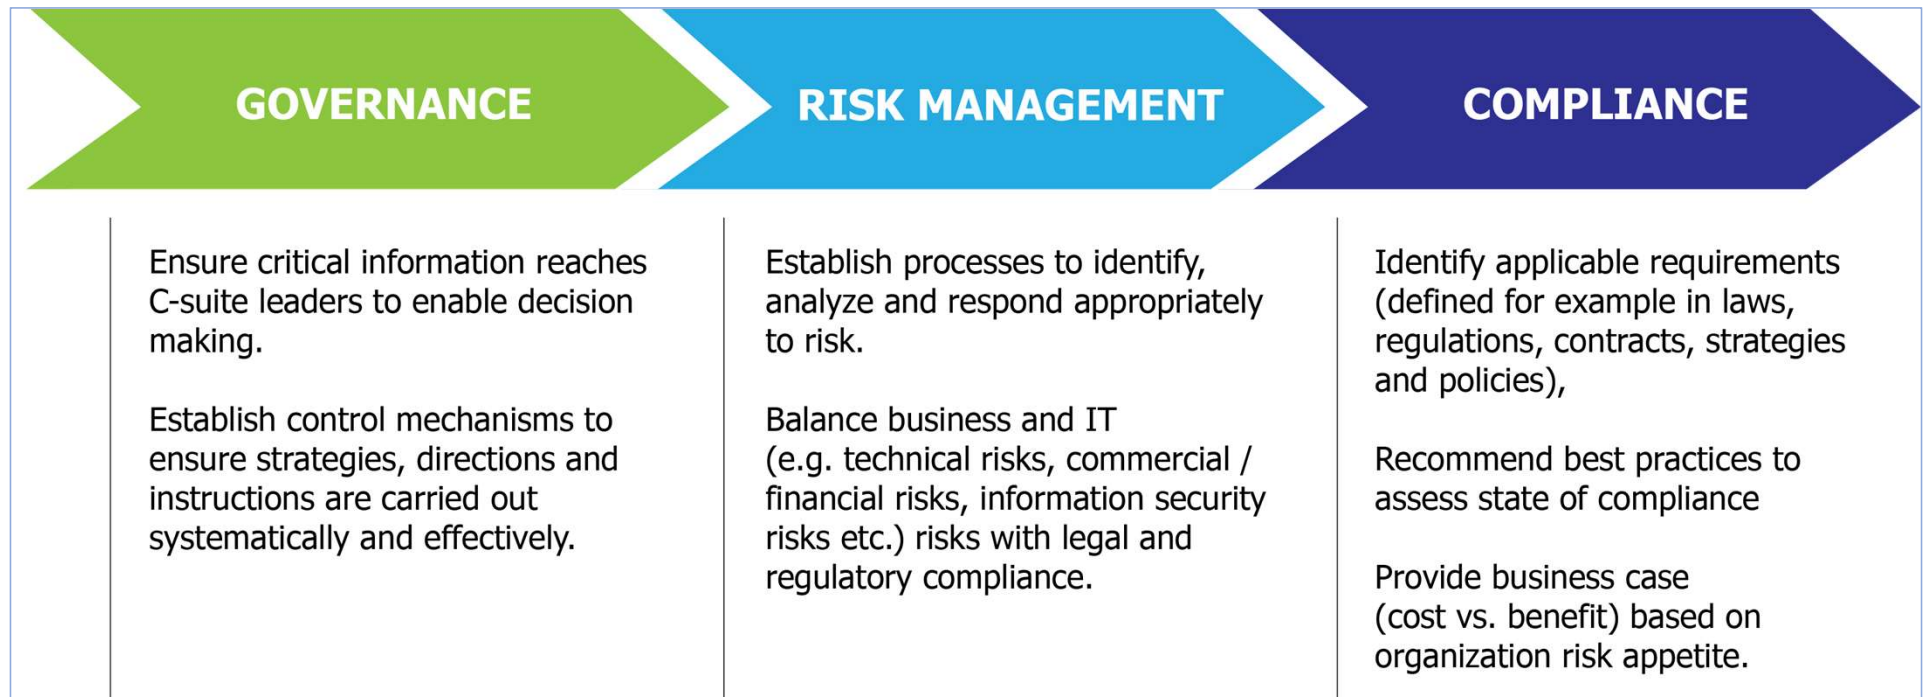 GOVERNANCE
Ensure critical information reaches
C-suite leaders to enable decision
making.
Establish control mechanisms to
ensure strategies, directions and
instructions are carried out
systematically and effectively.
RISK MANAGEMENT
Establish processes to identify,
analyze and respond appropriately
to risk.
Balance business and IT
(e.g. technical risks, commercial /
financial risks, information security
risks etc.) risks with legal and
regulatory compliance.
COMPLIANCE
Identify applicable requirements
(defined for example in laws,
regulations, contracts, strategies
and policies),
Recommend best practices to
assess state of compliance
Provide business case
(cost vs. benefit) based on
organization risk appetite.